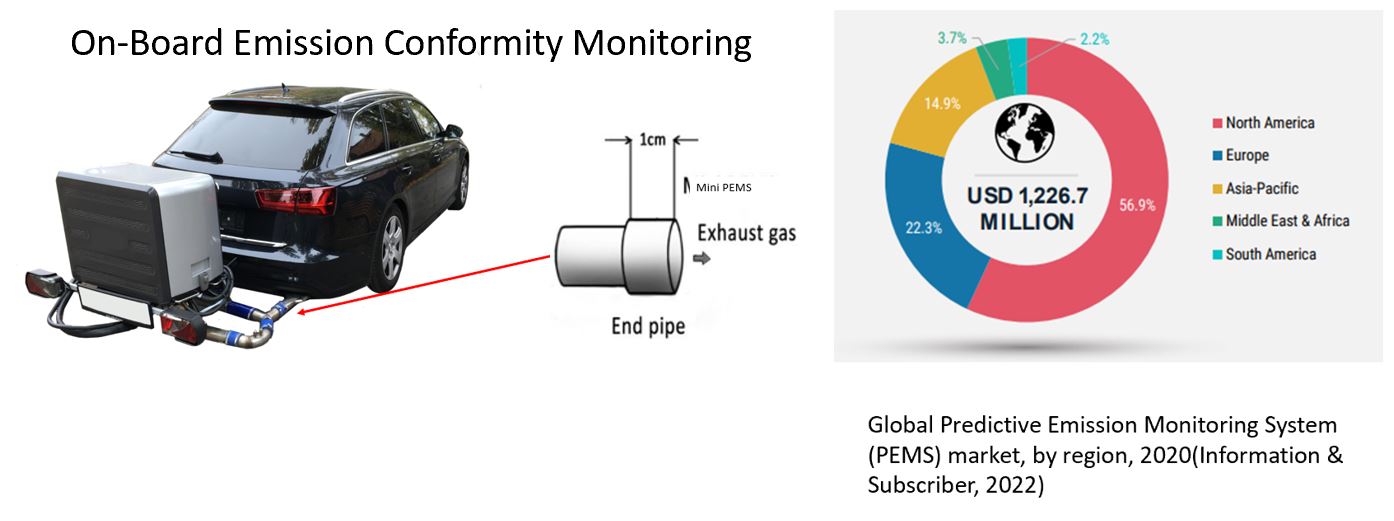 On-Board Emission Conformity Monitoring
1cm
Mini PEMS
Exhaust gas
End pipe
3.7%
2.2%
14.9%
22.3%
56.9%
USD 1,226.7
MILLION
North America
Europe
Asia-Pacific
Middle East & Africa
South America
Global Predictive Emission Monitoring System
(PEMS) market, by region, 2020(Information &
Subscriber, 2022)